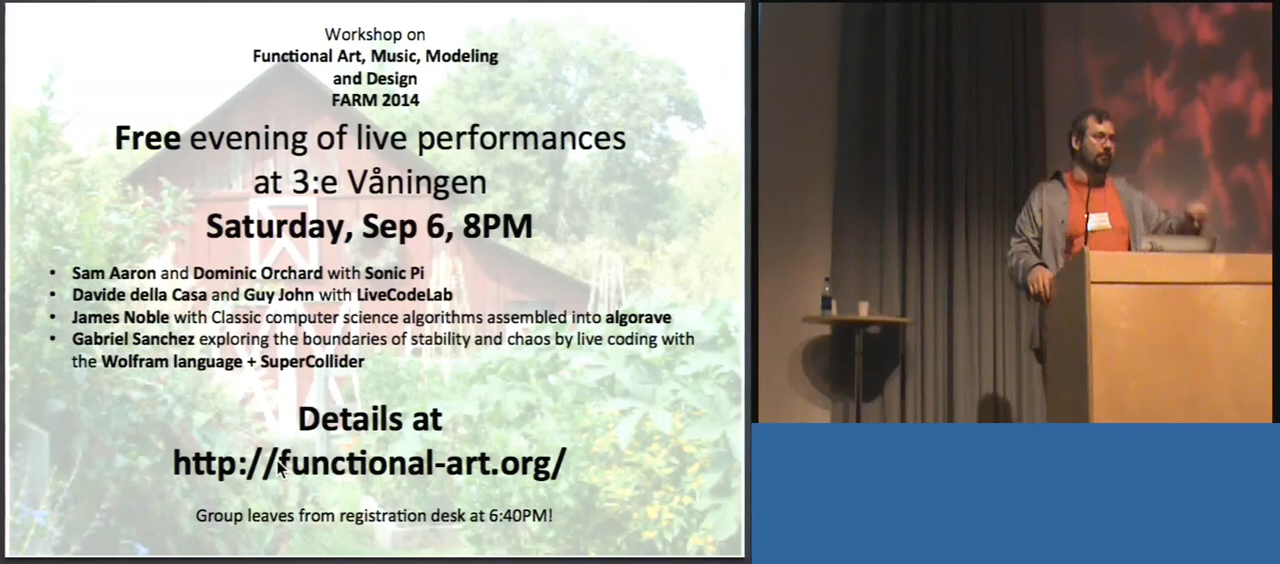 Workshop on
Functional Art, Music, Modeling
and Design
FARM 2014
Free evening of live performances
at 3:e Våningen
Saturday, Sep 6, 8PM
• Sam Aaron and Dominic Orchard with Sonic Pi
• Davide della Casa and Guy John with LiveCodeLab
• James Noble with Classic computer science algorithms assembled into algorave
• Gabriel Sanchez exploring the boundaries of stability and chaos by live coding with
the Wolfram language + SuperCollider
Details at
http://functional-art.org/
Group leaves from registration desk at 6:40PM!